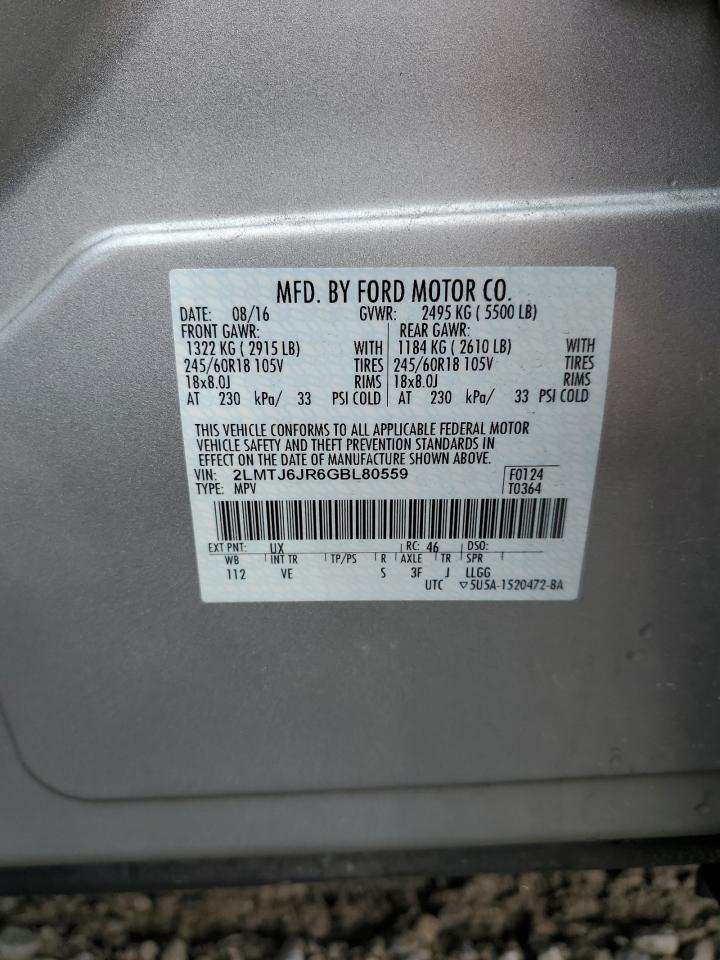 MFD. BY FORD MOTOR CO.
DATE: 08/16 GVWR: 2495 KG ( 5500 LB)
FRONT GAWR: REAR GAWR:
1322 KG ( 2915 LB) WITH 1184 KG ( 2610 LB) WITH
245/60R18 105V TIRES 245/60R18 105V TIRES
18x8.0J RIMS 18x8.0J RIMS
AT 230 kPa/ 33 PSI COLD AT 230 kPa/ 33 PSI COLD
THIS VEHICLE CONFORMS TO ALL APPLICABLE FEDERAL MOTOR
VEHICLE SAFETY AND THEFT PREVENTION STANDARDS IN
EFFECT ON THE DATE OF MANUFACTURE SHOWN ABOVE.
VIN: 2LMTJ6JR6GBL80559 F0124
TYPE: MPV T0364
EXT PNT: UX RC: 46 DSO:
WB INT TR TP/PS R AXLE TR SPR
112 VE S 3F J LLGG
UTC ▽5U5A-1520472-BA